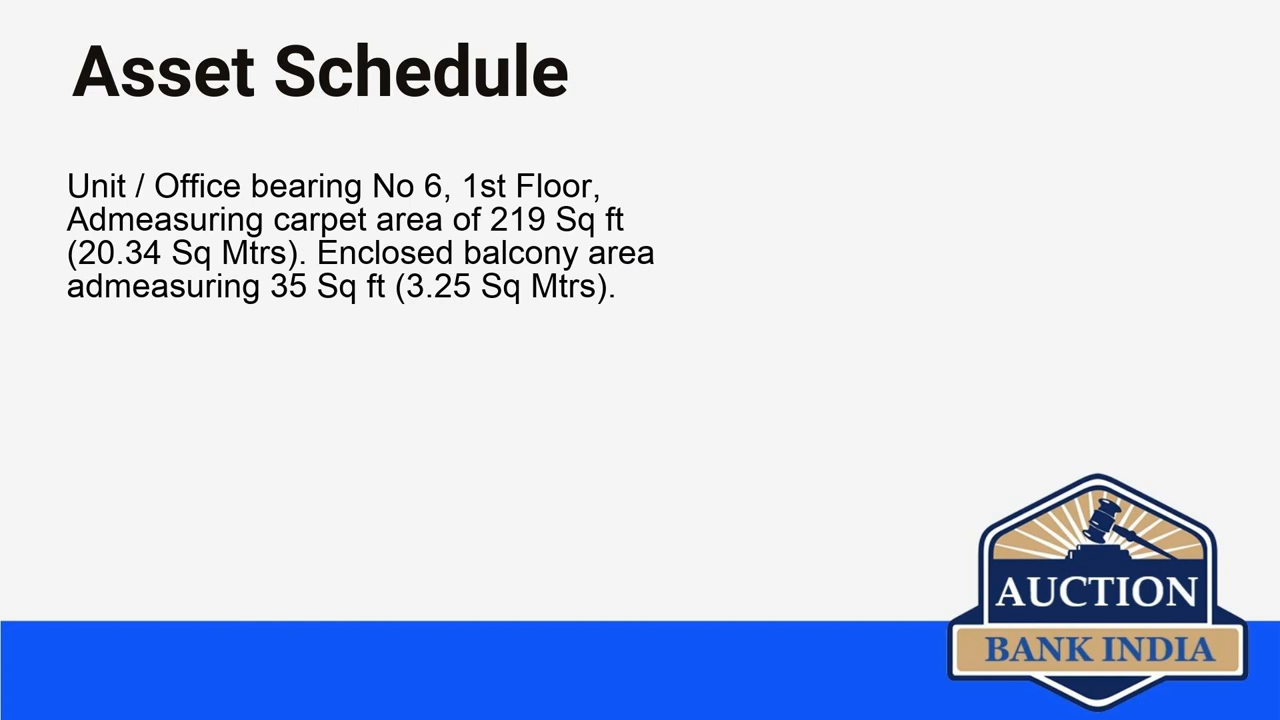 Asset Schedule
Unit / Office bearing No 6, 1st Floor,
Admeasuring carpet area of 219 Sq ft
(20.34 Sq Mtrs). Enclosed balcony area
admeasuring 35 Sq ft (3.25 Sq Mtrs).
AUCTION
BANK INDIA